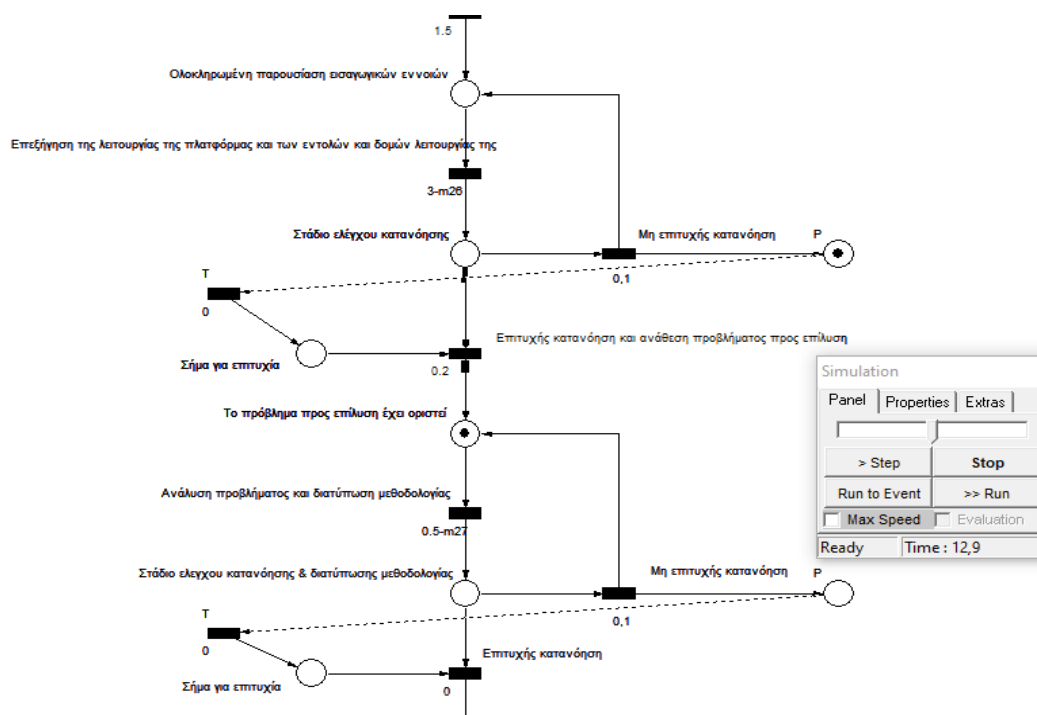 1.5
Ολοκληρωμένη παρουσίαση εισαγωγικών εννοιών
Επεξήγηση της λειτουργίας της πλατφόρμας και των εντολών και δομών λειτουργίας της
3-m26
Στάδιο ελέγχου κατανόησης
Μη επιτυχής κατανόηση
P
0,1
T
0
Σήμα για επιτυχία
Επιτυχής κατανόηση και ανάθεση προβλήματος προς επίλυση
0.2
Το πρόβλημα προς επίλυση έχει οριστεί
Ανάλυση προβλήματος και διατύπωση μεθοδολογίας
0.5-m27
Στάδιο ελεγχου κατανόησης & διατύπωσης μεθοδολογίας
Μη επιτυχής κατανόηση
P
0,1
T
0
Σήμα για επιτυχία
Επιτυχής κατανόηση
0
Simulation
Panel Properties Extras
> Step Stop
Run to Event >> Run
Max Speed Evaluation
Ready Time : 12,9